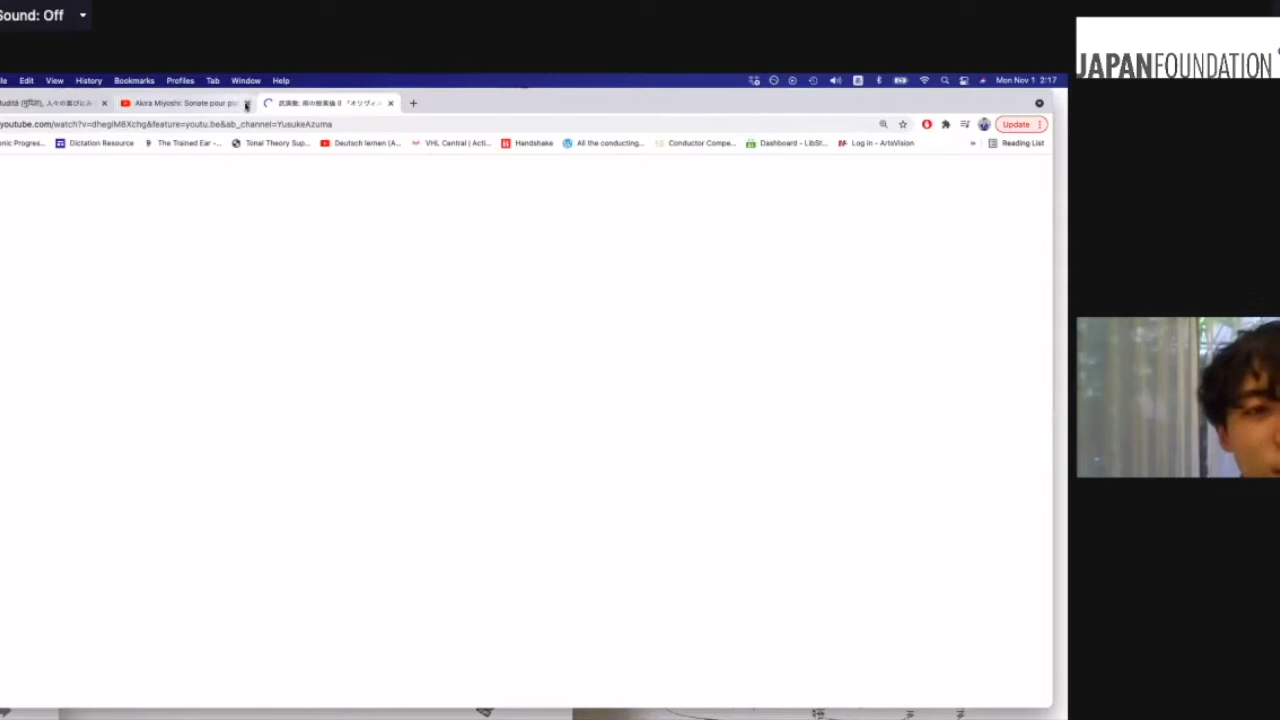 Sound: Off
JAPANFOUNDATION
Edit View History Bookmarks Profiles Tab Window Help Mon Nov 1 2:17
Akira Miyoshi: Sonate pour
youtube.com/watch?v=dhegiM8Xchg&feature=youtu.be&ab_channel=YusukeAzuma Update
Dictation Resource The Trained Ear -... Tonal Theory Sup... Deutsch lernen (A... VHL Central | Acti... Handshake All the conducting... Conductor Compe... Dashboard - LibSt... Log in - ArtsVision » Reading List